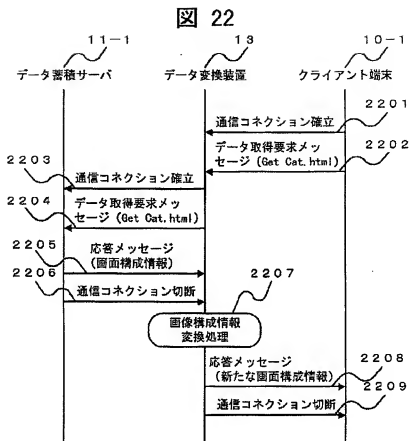 図 22
11-1
13
10-1
データ蓄積サーバ
データ変換装置
クライアント端末
2201
通信コネクション確立
2202
データ取得要求メッ
セージ(Get Cat.html)
2203
通信コネクション確立
2204
データ取得要求メッ
セージ(Get Cat.html)
2205
応答メッセージ
(画面構成情報)
2206
通信コネクション切断
2207
画像構成情報
変換処理
応答メッセージ
(新たな画面構成情報)
2208
2209
通信コネクション切断